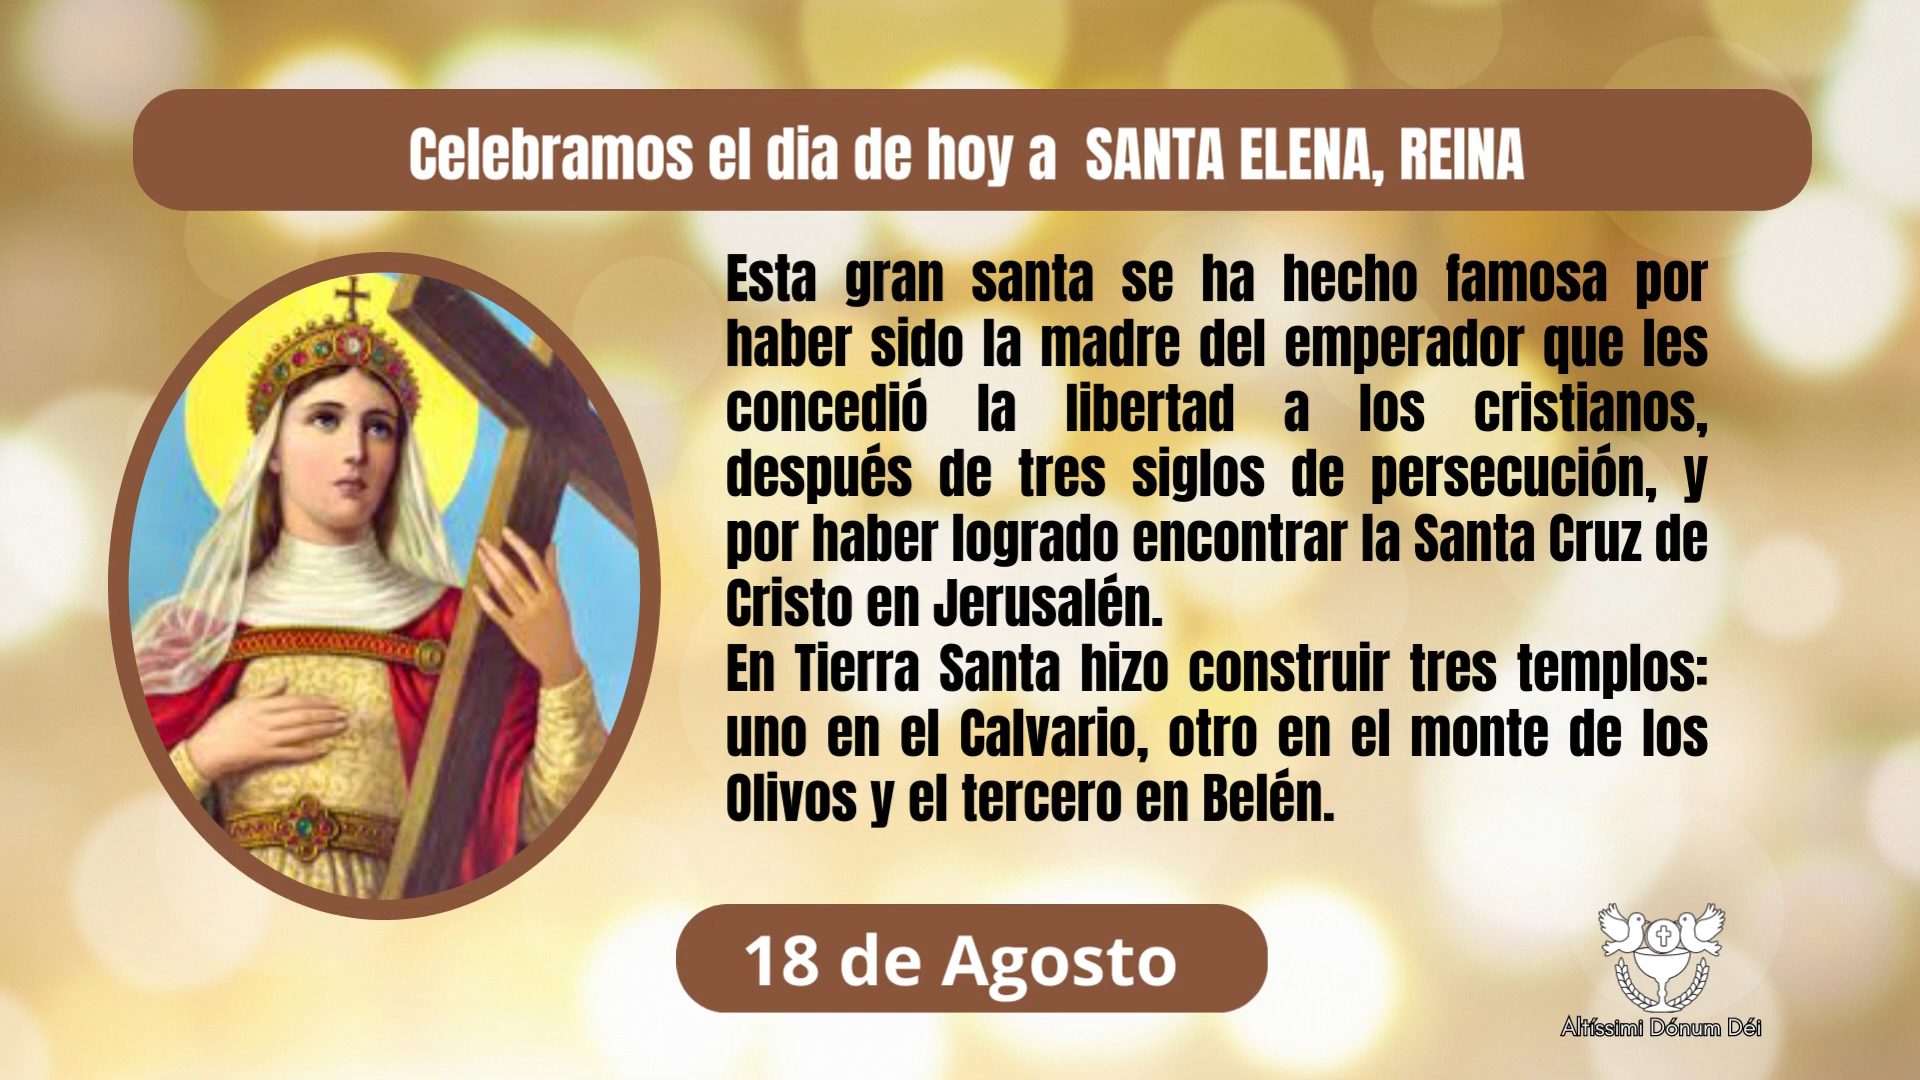 Celebramos el dia de hoy a SANTA ELENA, REINA
Esta gran santa se ha hecho famosa por
haber sido la madre del emperador que les
concedió la libertad a los cristianos,
después de tres siglos de persecución, y
por haber logrado encontrar la Santa Cruz de
Cristo en Jerusalén.
En Tierra Santa hizo construir tres templos:
uno en el Calvario, otro en el monte de los
Olivos y el tercero en Belén.
18 de Agosto
Altíssimi Dónum Déi